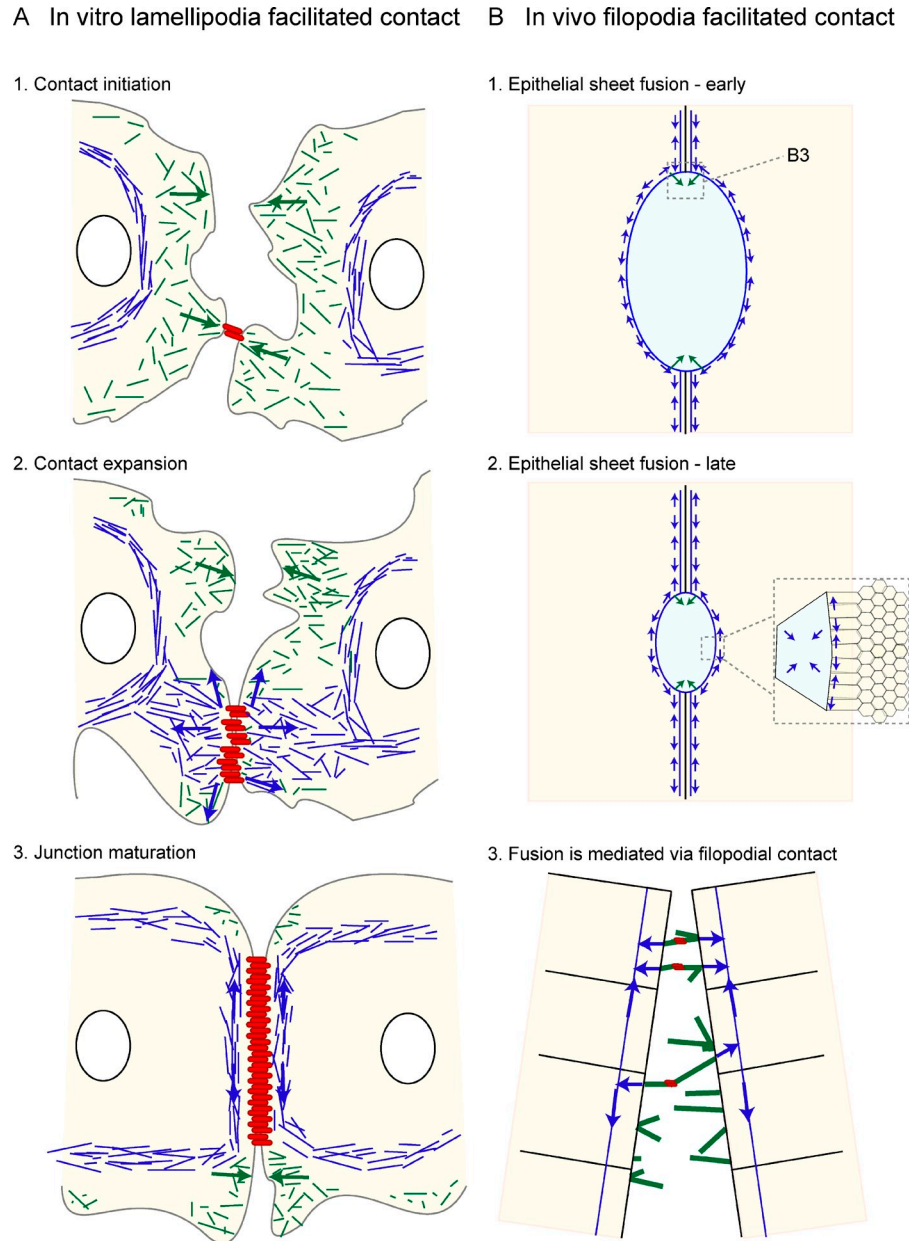 A In vitro lamellipodia facilitated contact
B In vivo filopodia facilitated contact
1. Contact initiation
1. Epithelial sheet fusion - early
B3
2. Contact expansion
2. Epithelial sheet fusion - late
3. Junction maturation
3. Fusion is mediated via filopodial contact